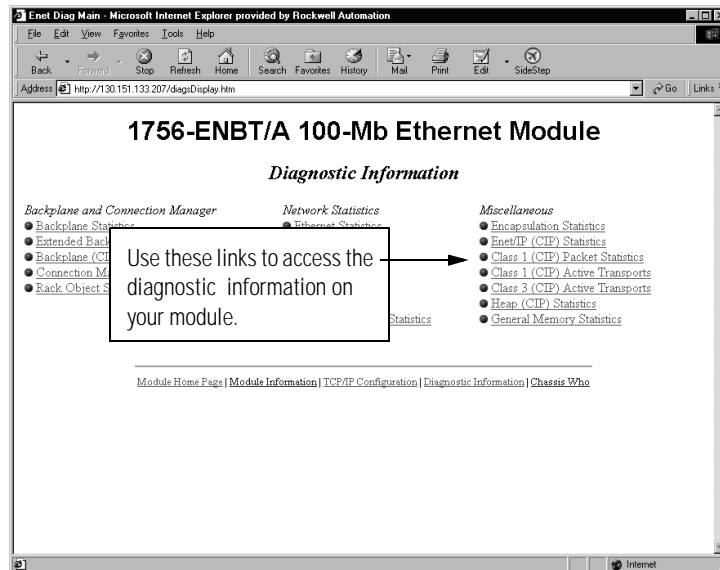 Enet Diag Main - Microsoft Internet Explorer provided by Rockwell Automation
File Edit View Favorites Tools Help
Back Forward Stop Refresh Home Search Favorites History Mail Print Edit SideStep
Address http://130.151.133.207/diagsDisplay.htm Go Links
1756-ENBT/A 100-Mb Ethernet Module
Diagnostic Information
Backplane and Connection Manager
Backplane Statistics
Extended
Backplane
Connection
Rack Object
Network Statistics
Ethernet Statistics
Statistics
Miscellaneous
Encapsulation Statistics
Enet/IP (CIP) Statistics
Class 1 (CIP) Packet Statistics
Class 1 (CIP) Active Transports
Class 3 (CIP) Active Transports
Heap (CIP) Statistics
General Memory Statistics
Use these links to access the
diagnostic information on
your module.
Module Home Page | Module Information | TCP/IP Configuration | Diagnostic Information | Chassis Who
Internet